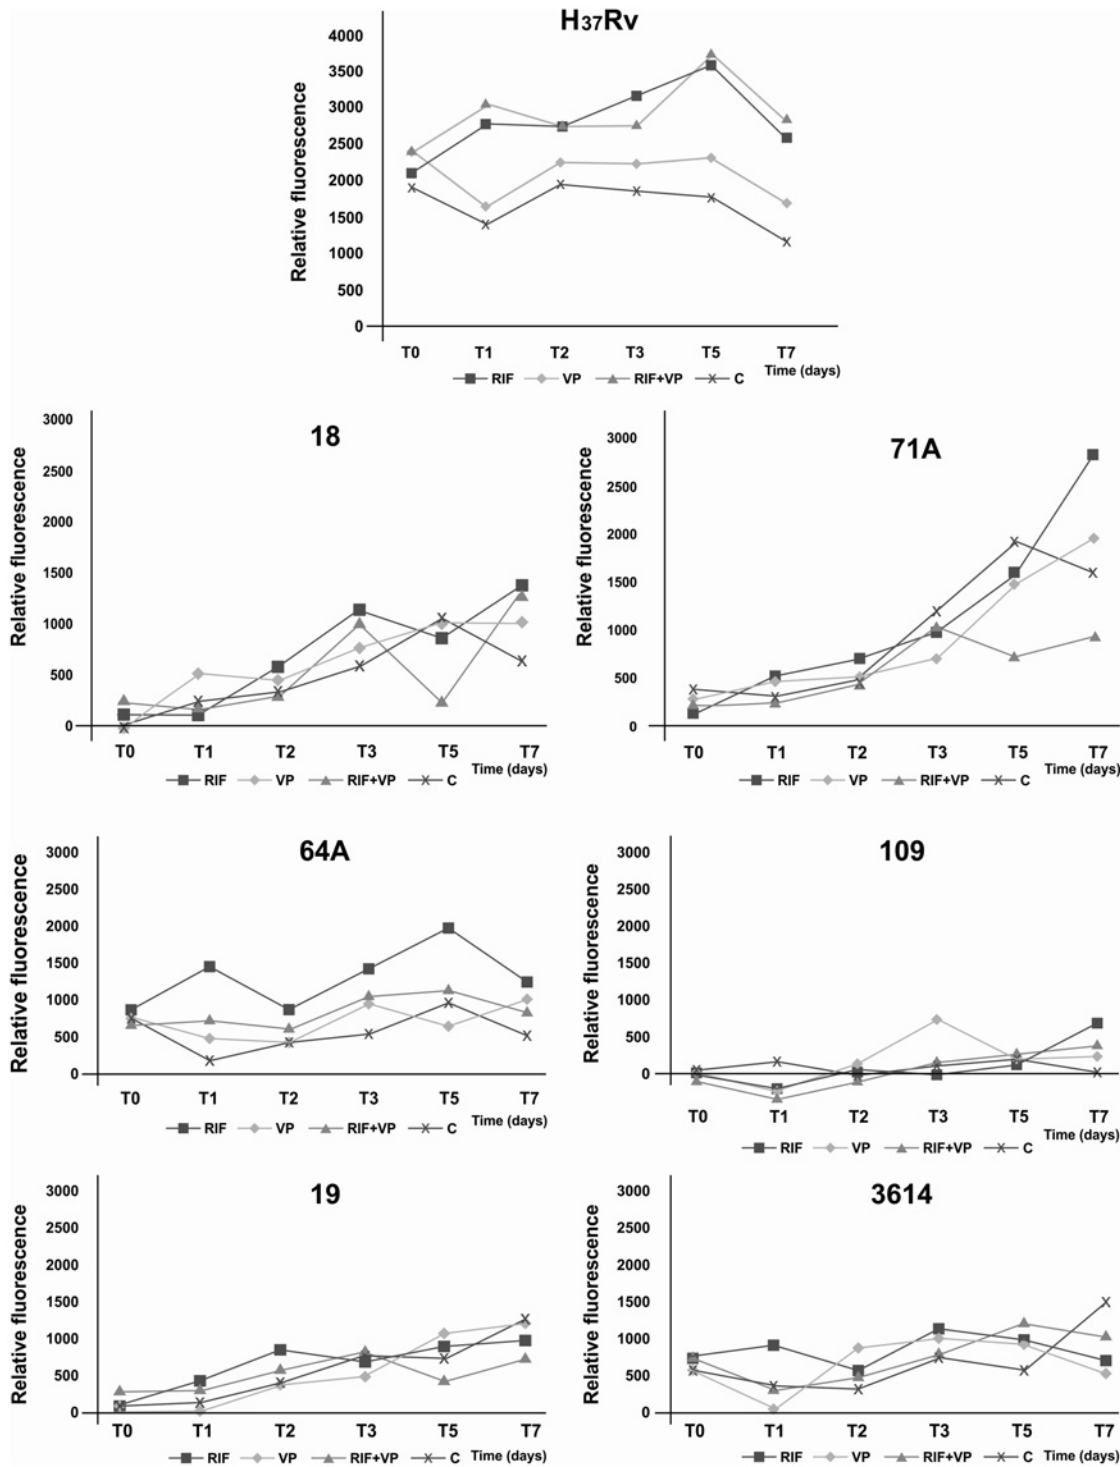 H37Rv
Relative fluorescence
4000
3500
3000
2500
2000
1500
1000
500
0
T0 T1 T2 T3 T5 T7
Time (days)
RIF VP RIF+VP C
18
Relative fluorescence
3000
2500
2000
1500
1000
500
0
T0 T1 T2 T3 T5 T7
Time (days)
RIF VP RIF+VP C
71A
Relative fluorescence
3000
2500
2000
1500
1000
500
0
T0 T1 T2 T3 T5 T7
Time (days)
RIF VP RIF+VP C
64A
Relative fluorescence
3000
2500
2000
1500
1000
500
0
T0 T1 T2 T3 T5 T7
Time (days)
RIF VP RIF+VP C
109
Relative fluorescence
3000
2500
2000
1500
1000
500
0
T0 T1 T2 T3 T5 T7
Time (days)
RIF VP RIF+VP C
19
Relative fluorescence
3000
2500
2000
1500
1000
500
0
T0 T1 T2 T3 T5 T7
RIF VP RIF+VP C Time (days)
3614
Relative fluorescence
3000
2500
2000
1500
1000
500
0
T0 T1 T2 T3 T5 T7
RIF VP RIF+VP C Time (days)